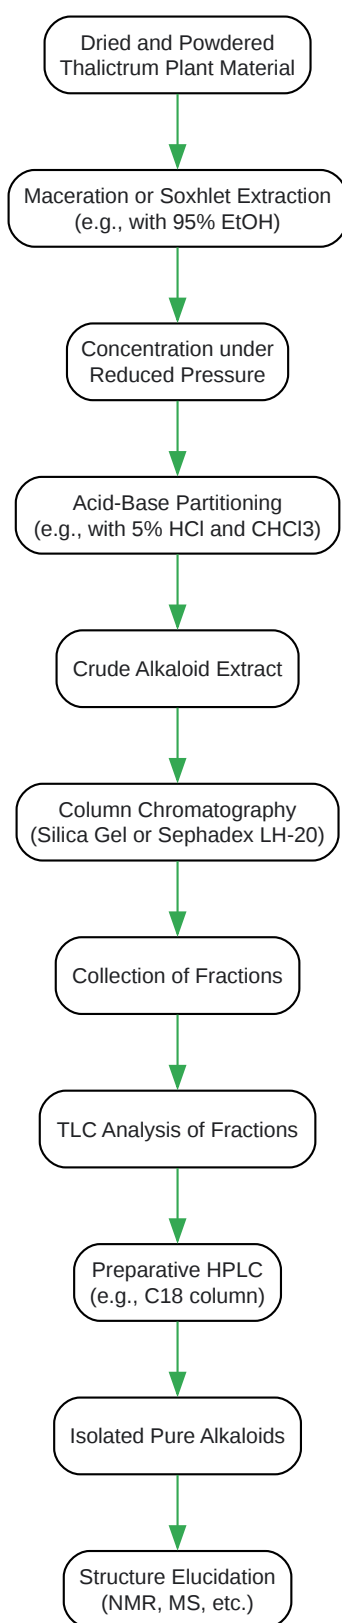 Dried and Powdered
Thalictrum Plant Material
Maceration or Soxhlet Extraction
(e.g., with 95% EtOH)
Concentration under
Reduced Pressure
Acid-Base Partitioning
(e.g., with 5% HCl and CHCl3)
Crude Alkaloid Extract
Column Chromatography
(Silica Gel or Sephadex LH-20)
Collection of Fractions
TLC Analysis of Fractions
Preparative HPLC
(e.g., C18 column)
Isolated Pure Alkaloids
Structure Elucidation
(NMR, MS, etc.)